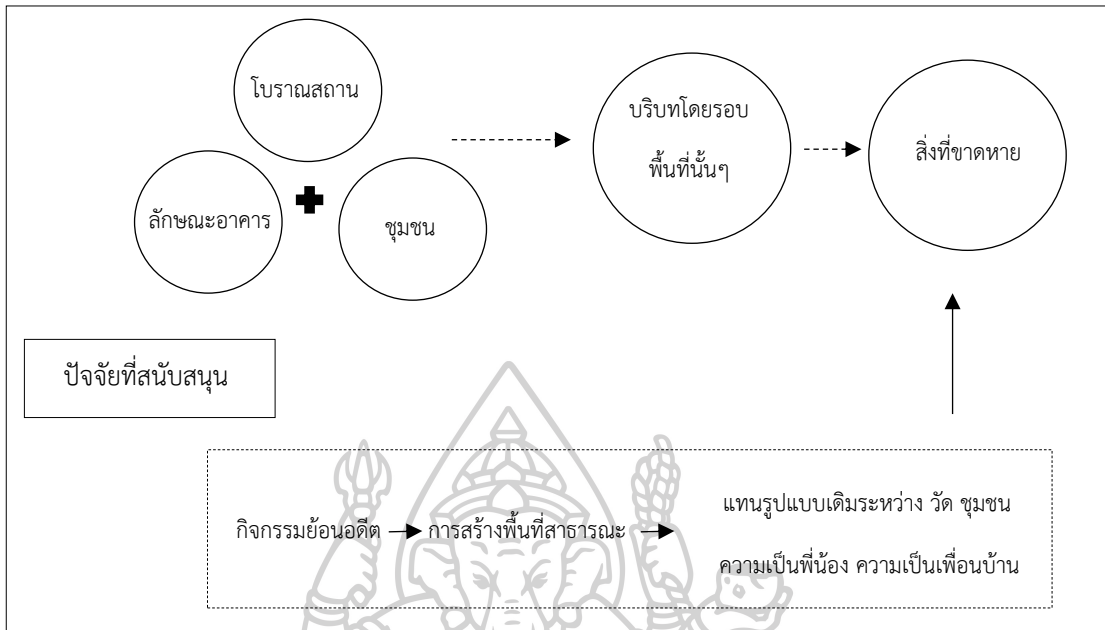 โบราณสถาน
ลักษณะอาคาร
ชุมชน
บริบทโดยรอบ
พื้นที่นั้นๆ
สิ่งที่ขาดหาย
ปัจจัยที่สนับสนุน
กิจกรรมย้อนอดีต
การสร้างพื้นที่สาธารณะ
แทนรูปแบบเดิมระหว่าง วัด ชุมชน
ความเป็นพี่น้อง ความเป็นเพื่อนบ้าน